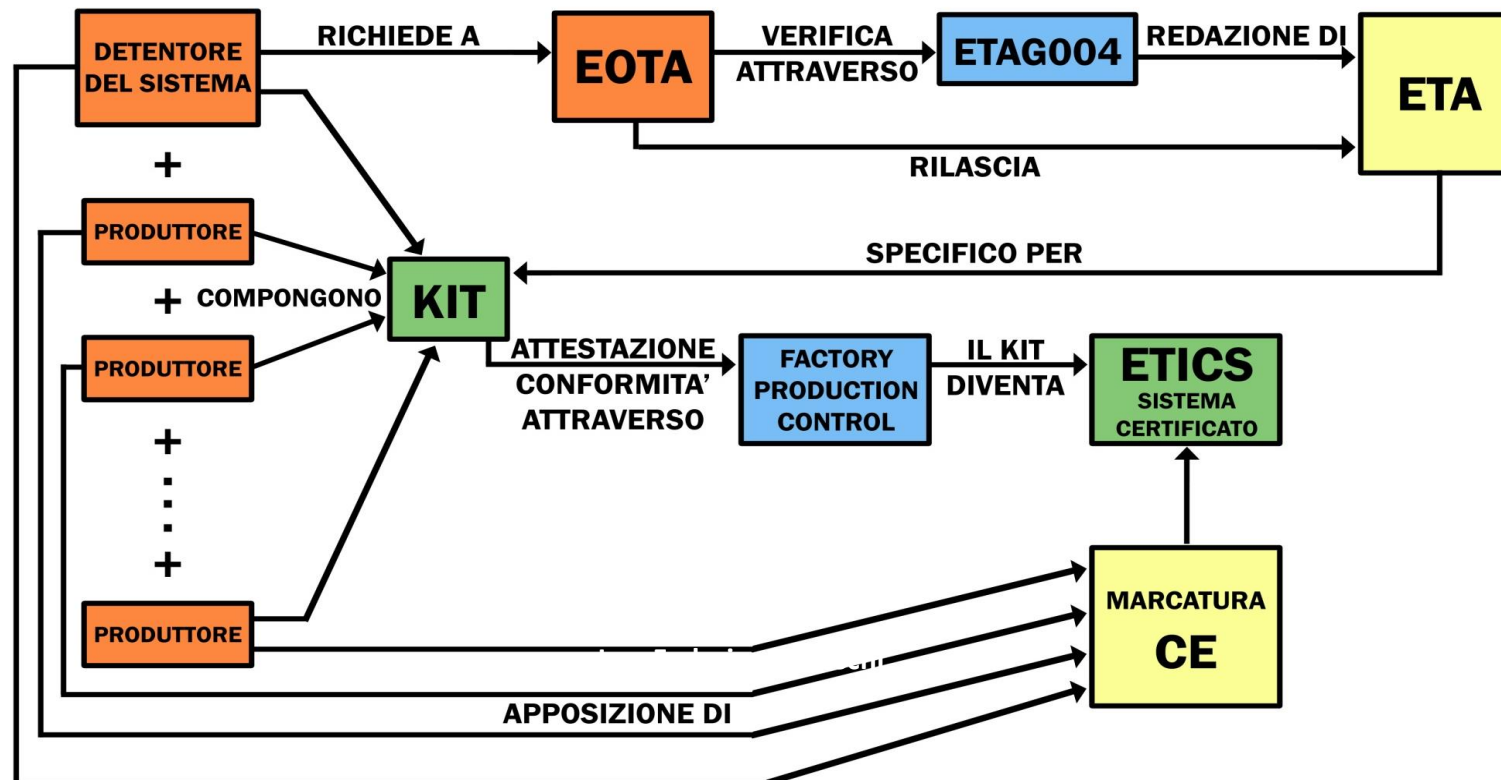 DETENTORE
DEL SISTEMA
RICHIEDE A
EOTA
VERIFICA
ATTRAVERSO
ETAG004
REDAZIONE DI
ETA
RILASCIA
+
PRODUTTORE
SPECIFICO PER
+
COMPONGONO
KIT
PRODUTTORE
ATTESTAZIONE
CONFORMITA’
ATTRAVERSO
FACTORY
PRODUCTION
CONTROL
IL KIT
DIVENTA
ETICS
SISTEMA
CERTIFICATO
+
+
PRODUTTORE
MARCATURA
CE
APPOSIZIONE DI